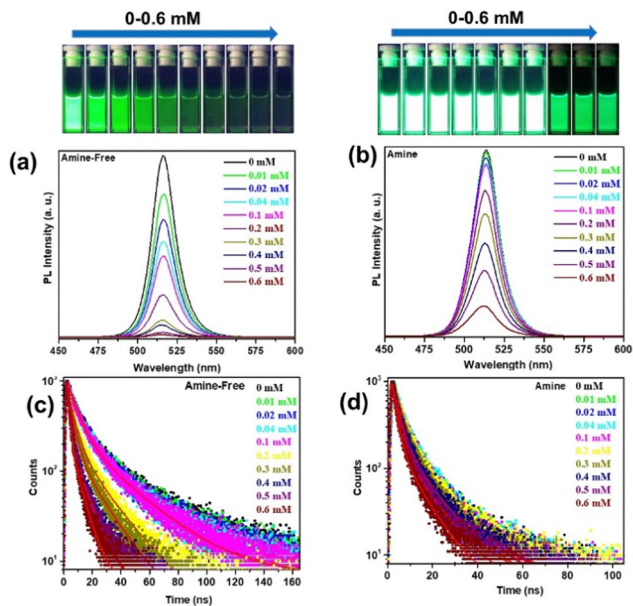 0-0.6 mM
0-0.6 mM
(a)
Amine-Free
0 mM
0.01 mM
0.02 mM
0.04 mM
0.1 mM
0.2 mM
0.3 mM
0.4 mM
0.5 mM
0.6 mM
PL Intensity (a. u.)
450 475 500 525 550 575 600
Wavelength (nm)
(b)
Amine
0 mM
0.01 mM
0.02 mM
0.04 mM
0.1 mM
0.2 mM
0.3 mM
0.4 mM
0.5 mM
0.6 mM
PL Intensity (a. u.)
450 475 500 525 550 575 600
Wavelength (nm)
(c)
Amine-Free
0 mM
0.01 mM
0.02 mM
0.04 mM
0.1 mM
0.2 mM
0.3 mM
0.4 mM
0.5 mM
0.6 mM
10²
10¹
Counts
0 20 40 60 80 100 120 140 160
Time (ns)
(d)
Amine
0 mM
0.01 mM
0.02 mM
0.04 mM
0.1 mM
0.2 mM
0.3 mM
0.4 mM
0.5 mM
0.6 mM
10³
10²
10¹
Counts
0 20 40 60 80 100
Time (ns)